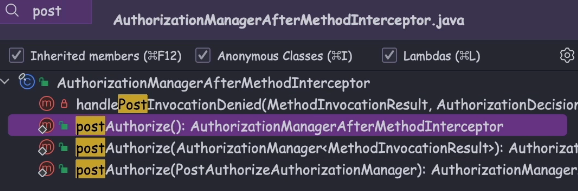 post
AuthorizationManagerAfterMethodInterceptor.java
Inherited members (⌘F12) Anonymous Classes (⌘I) Lambdas (⌘L)
AuthorizationManagerAfterMethodInterceptor
handlePostInvocationDenied(MethodInvocationResult, AuthorizationDecision
postAuthorize(): AuthorizationManagerAfterMethodInterceptor
postAuthorize(AuthorizationManager<MethodInvocationResult>): Authorizat
postAuthorize(PostAuthorizeAuthorizationManager): AuthorizationManager